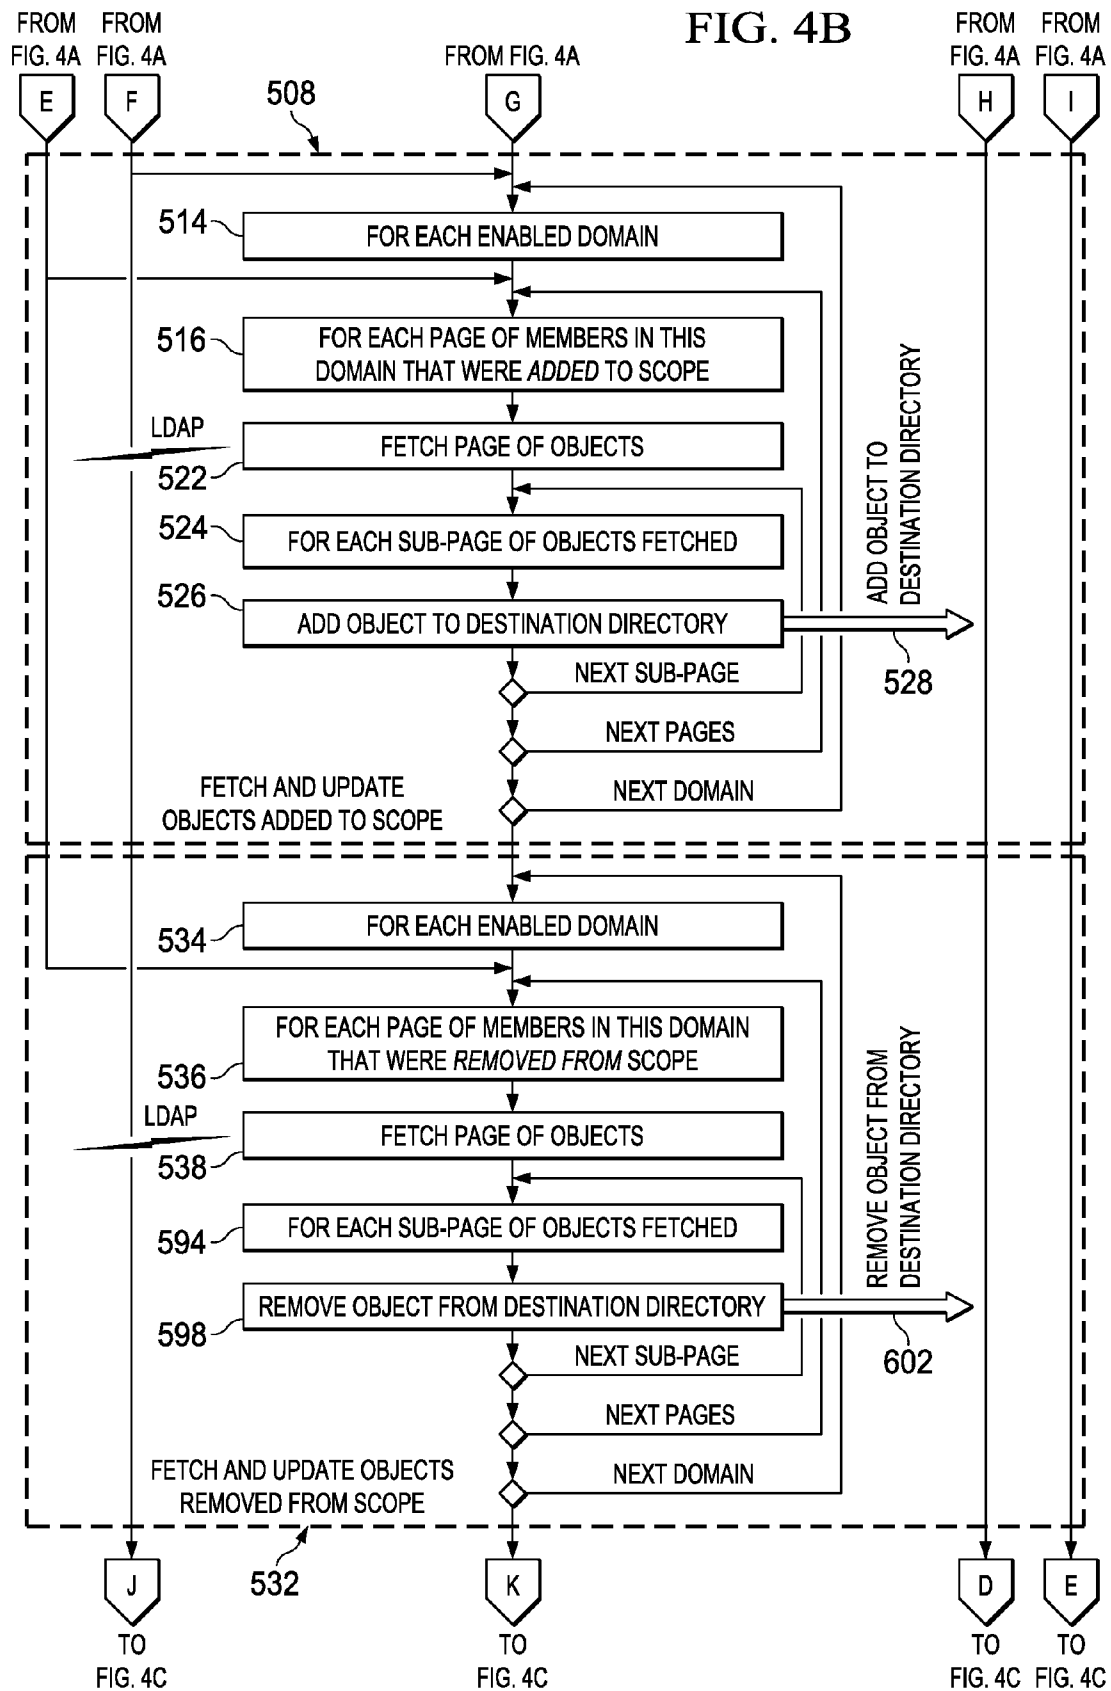 FIG. 4B
FROM
FIG. 4A
FROM
FIG. 4A
FROM FIG. 4A
FROM
FIG. 4A
FROM
FIG. 4A
E
F
G
H
I
508
514
FOR EACH ENABLED DOMAIN
516
FOR EACH PAGE OF MEMBERS IN THIS
DOMAIN THAT WERE ADDED TO SCOPE
LDAP
522
FETCH PAGE OF OBJECTS
524
FOR EACH SUB-PAGE OF OBJECTS FETCHED
526
ADD OBJECT TO DESTINATION DIRECTORY
ADD OBJECT TO
DESTINATION DIRECTORY
528
NEXT SUB-PAGE
NEXT PAGES
NEXT DOMAIN
FETCH AND UPDATE
OBJECTS ADDED TO SCOPE
534
FOR EACH ENABLED DOMAIN
536
FOR EACH PAGE OF MEMBERS IN THIS DOMAIN
THAT WERE REMOVED FROM SCOPE
LDAP
538
FETCH PAGE OF OBJECTS
594
FOR EACH SUB-PAGE OF OBJECTS FETCHED
598
REMOVE OBJECT FROM DESTINATION DIRECTORY
REMOVE OBJECT FROM
DESTINATION DIRECTORY
602
NEXT SUB-PAGE
NEXT PAGES
NEXT DOMAIN
FETCH AND UPDATE OBJECTS
REMOVED FROM SCOPE
532
J
K
D
E
TO
FIG. 4C
TO
FIG. 4C
TO
FIG. 4C
TO
FIG. 4C